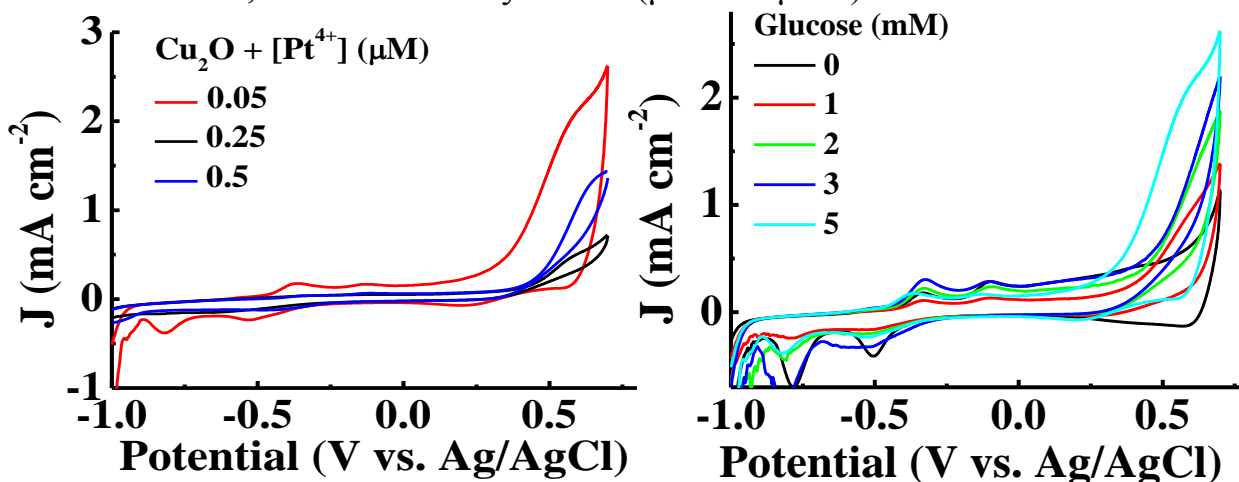 3
2
1
0
-1
J (mA cm⁻²)
Cu₂O + [Pt⁴⁺] (μM)
0.05
0.25
0.5
-1.0 -0.5 0.0 0.5
Potential (V vs. Ag/AgCl)
2
1
0
J (mA cm⁻²)
Glucose (mM)
0
1
2
3
5
-1.0 -0.5 0.0 0.5
Potential (V vs. Ag/AgCl)